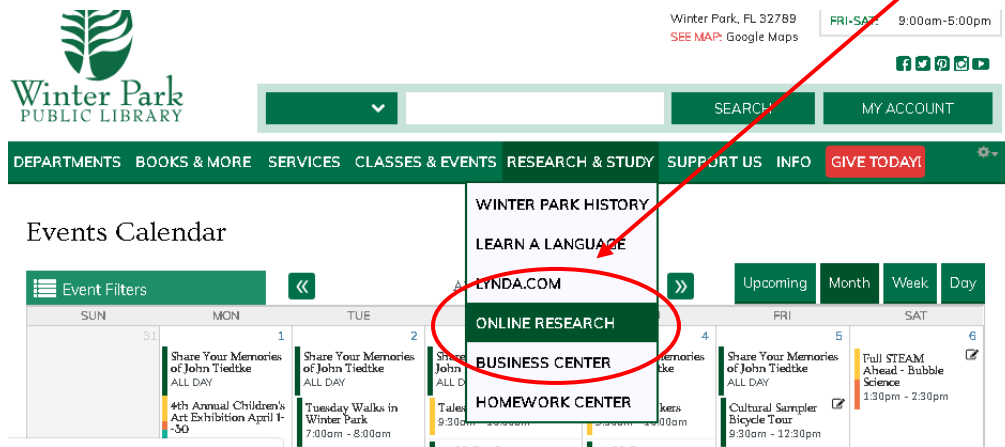 Winter Park, FL 32789
SEE MAP: Google Maps
FRI-SAT: 9:00am-5:00pm
Winter Park
PUBLIC LIBRARY
SEARCH
MY ACCOUNT
DEPARTMENTS BOOKS & MORE SERVICES CLASSES & EVENTS RESEARCH & STUDY SUPPORT US INFO GIVE TODAY!
WINTER PARK HISTORY
LEARN A LANGUAGE
LYNDA.COM
ONLINE RESEARCH
BUSINESS CENTER
HOMEWORK CENTER
Events Calendar
Event Filters
Upcoming Month Week Day
SUN MON TUE FRI SAT
31 1 2 4 5 6
Share Your Memories
of John Tiedtke
ALL DAY
4th Annual Children's
Art Exhibition April 1-
-30
Share Your Memories
of John Tiedtke
ALL DAY
Tuesday Walks in
Winter Park
7:00am - 8:00am
Share Your Memories
of John Tiedtke
ALL DAY
Cultural Sampler
Bicycle Tour
9:30am - 12:30pm
Full STEAM
Ahead - Bubble
Science
1:30pm - 2:30pm